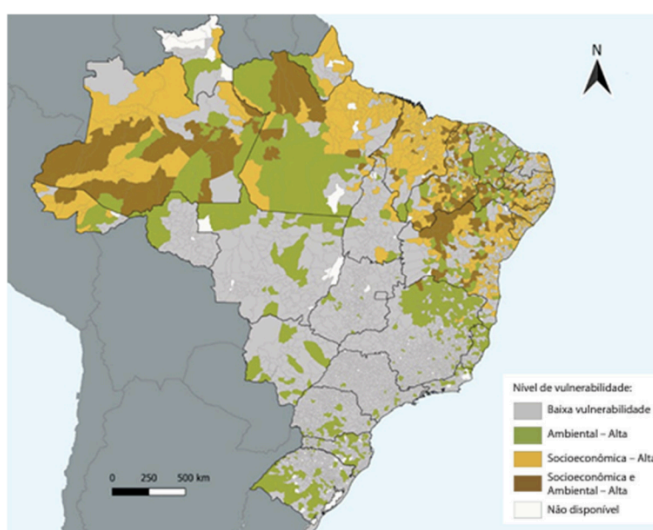 N
Nível de vulnerabilidade:
Baixa vulnerabilidade
Ambiental – Alta
Socioeconômica – Alta
Socioeconômica e
Ambiental – Alta
Não disponível
0 250 500 km